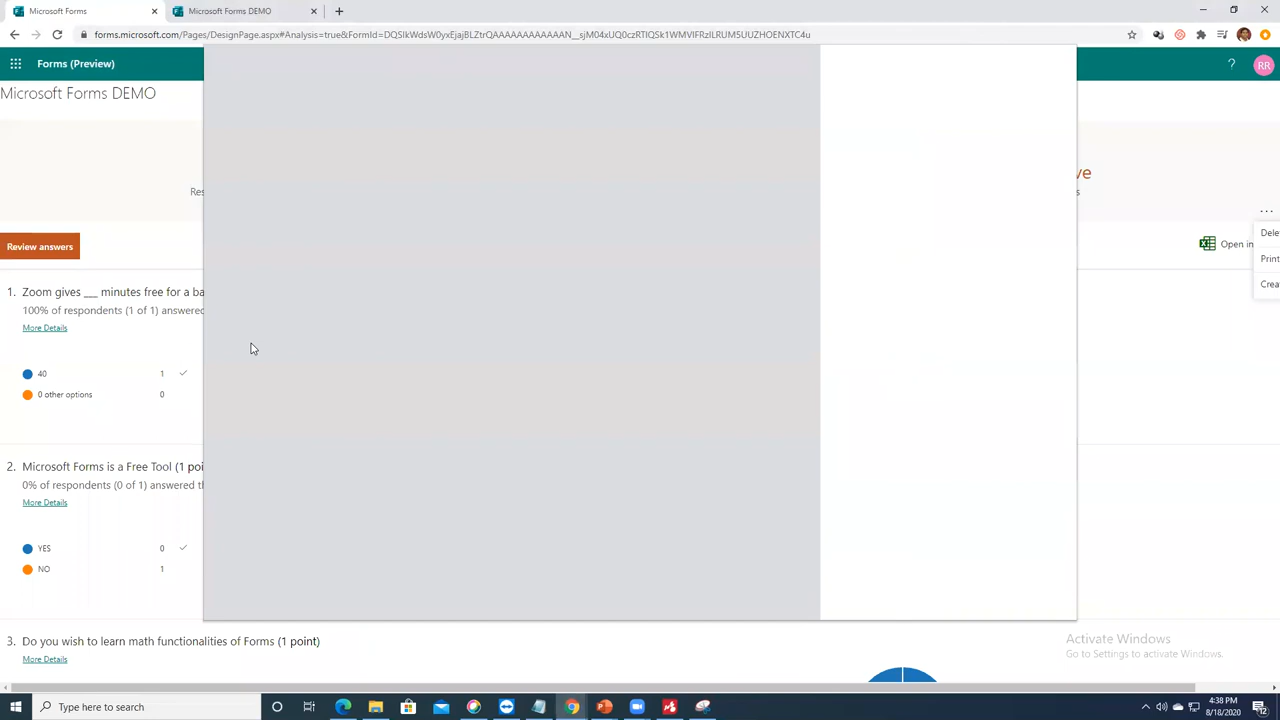 Microsoft Forms
Microsoft Forms DEMO
forms.microsoft.com/Pages/DesignPage.aspx#Analysis=true&FormId=DQSIkWdsW0yxEjajBLZtrQAAAAAAAAAAAAN__sjM04xUQ0czRTlQSk1WMVlFRzlLRUM5UUZHOENXTC4u
Forms (Preview)
?
RR
Microsoft Forms DEMO
ve
Res
s
Review answers
Open in
Dele
Print
Crea
1. Zoom gives ___ minutes free for a ba
100% of respondents (1 of 1) answered
More Details
40 1
0 other options 0
2. Microsoft Forms is a Free Tool (1 poi
0% of respondents (0 of 1) answered th
More Details
YES 0
NO 1
3. Do you wish to learn math functionalities of Forms (1 point)
More Details
Activate Windows
Go to Settings to activate Windows.
Type here to search
4:38 PM
8/18/2020
12